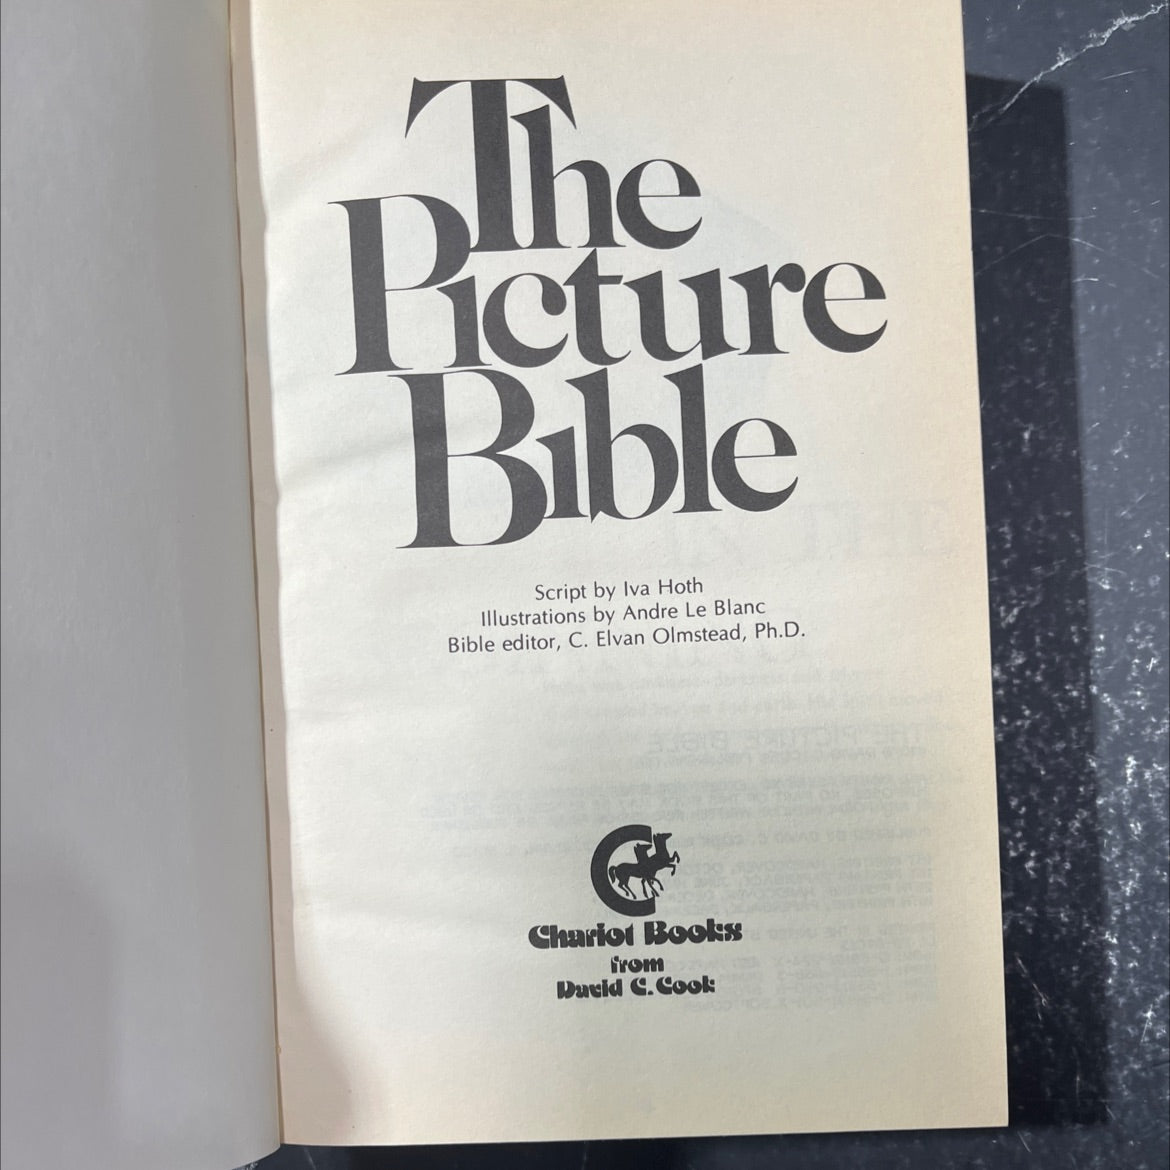 The
Picture
Bible
Script by Iva Hoth
Illustrations by Andre Le Blanc
Bible editor, C. Elvan Olmstead, Ph.D.
Chariot Books
from
David C. Cook